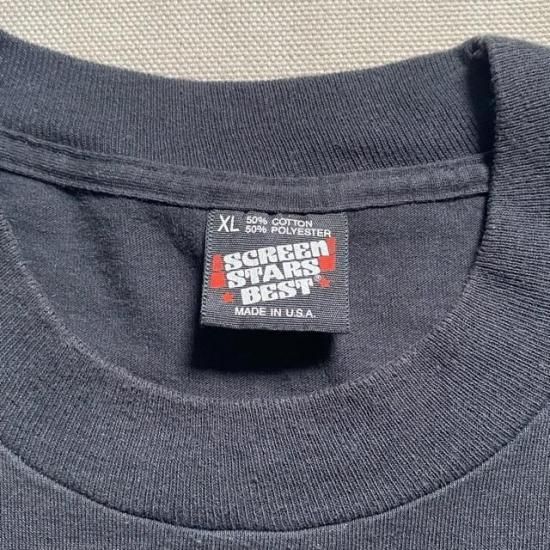 XL 50% COTTON
50% POLYESTER
SCREEN
STARS
BEST®
MADE IN U.S.A.